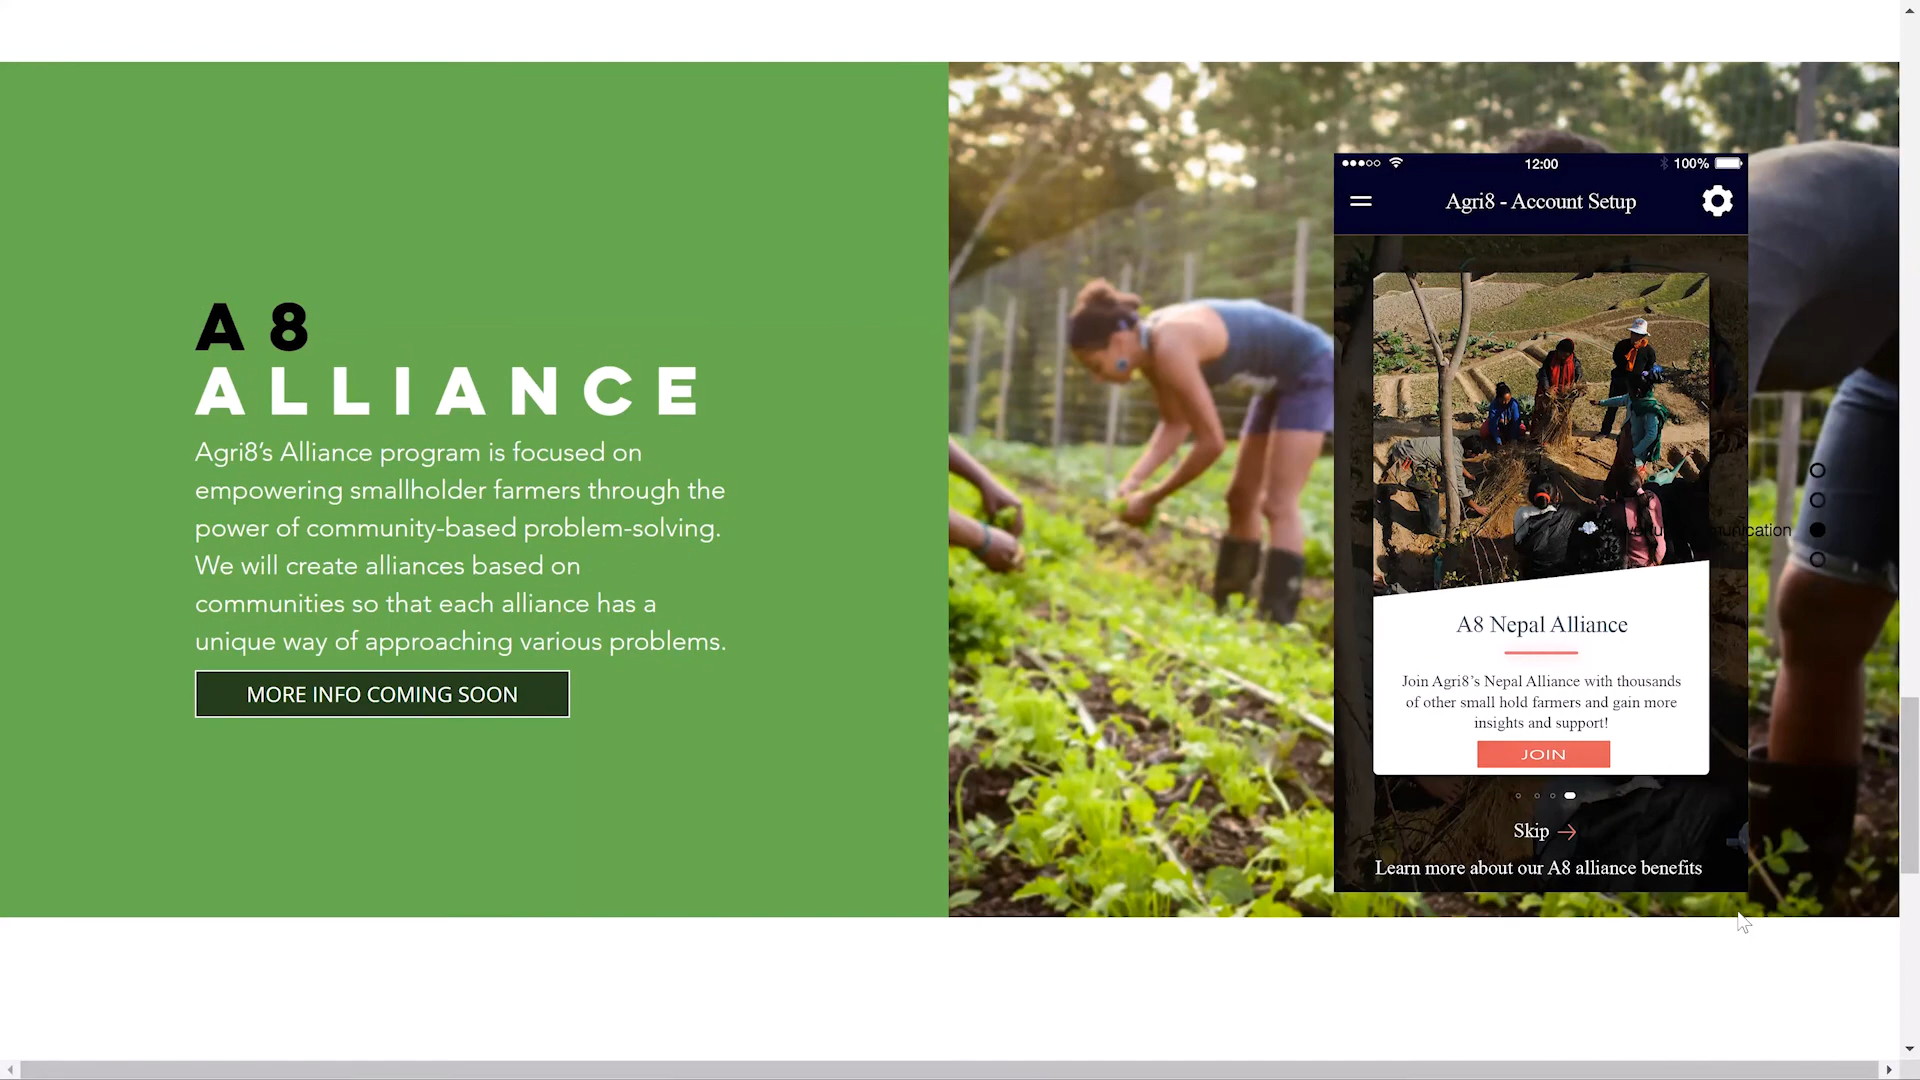 A 8
ALLIANCE
Agri8's Alliance program is focused on
empowering smallholder farmers through the
power of community-based problem-solving.
We will create alliances based on
communities so that each alliance has a
unique way of approaching various problems.
MORE INFO COMING SOON
12:00
100%
Agri8 - Account Setup
A8 Nepal Alliance
Join Agri8’s Nepal Alliance with thousands
of other small hold farmers and gain more
insights and support!
JOIN
Skip
Learn more about our A8 alliance benefits